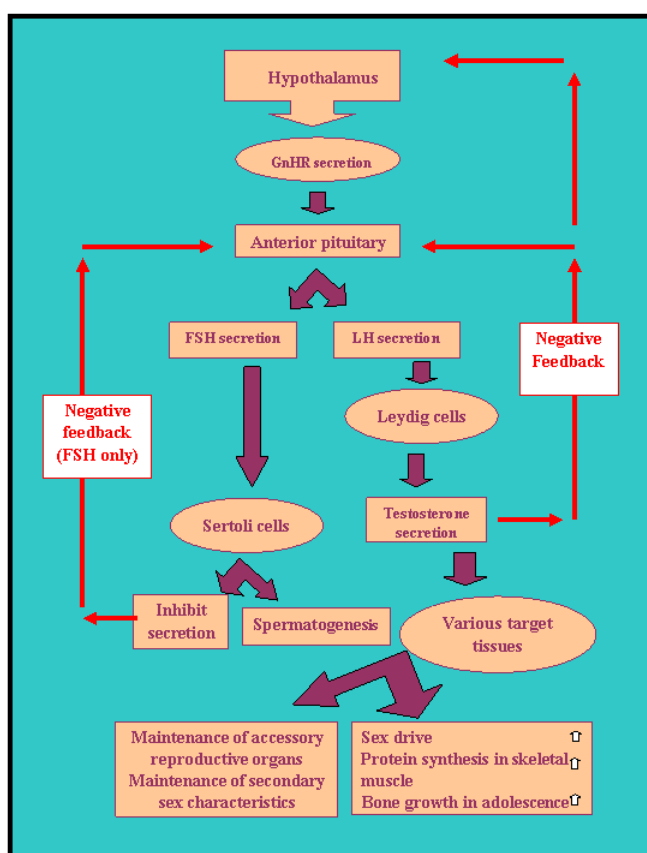 Hypothalamus
GnHR secretion
Anterior pituitary
FSH secretion
LH secretion
Negative
Feedback
Leydig cells
Negative
feedback
(FSH only)
Testosterone
secretion
Sertoli cells
Inhibit
secretion
Spermatogenesis
Various target
tissues
Maintenance of accessory
reproductive organs
Maintenance of secondary
sex characteristics
Sex drive
Protein synthesis in skeletal
muscle
Bone growth in adolescence